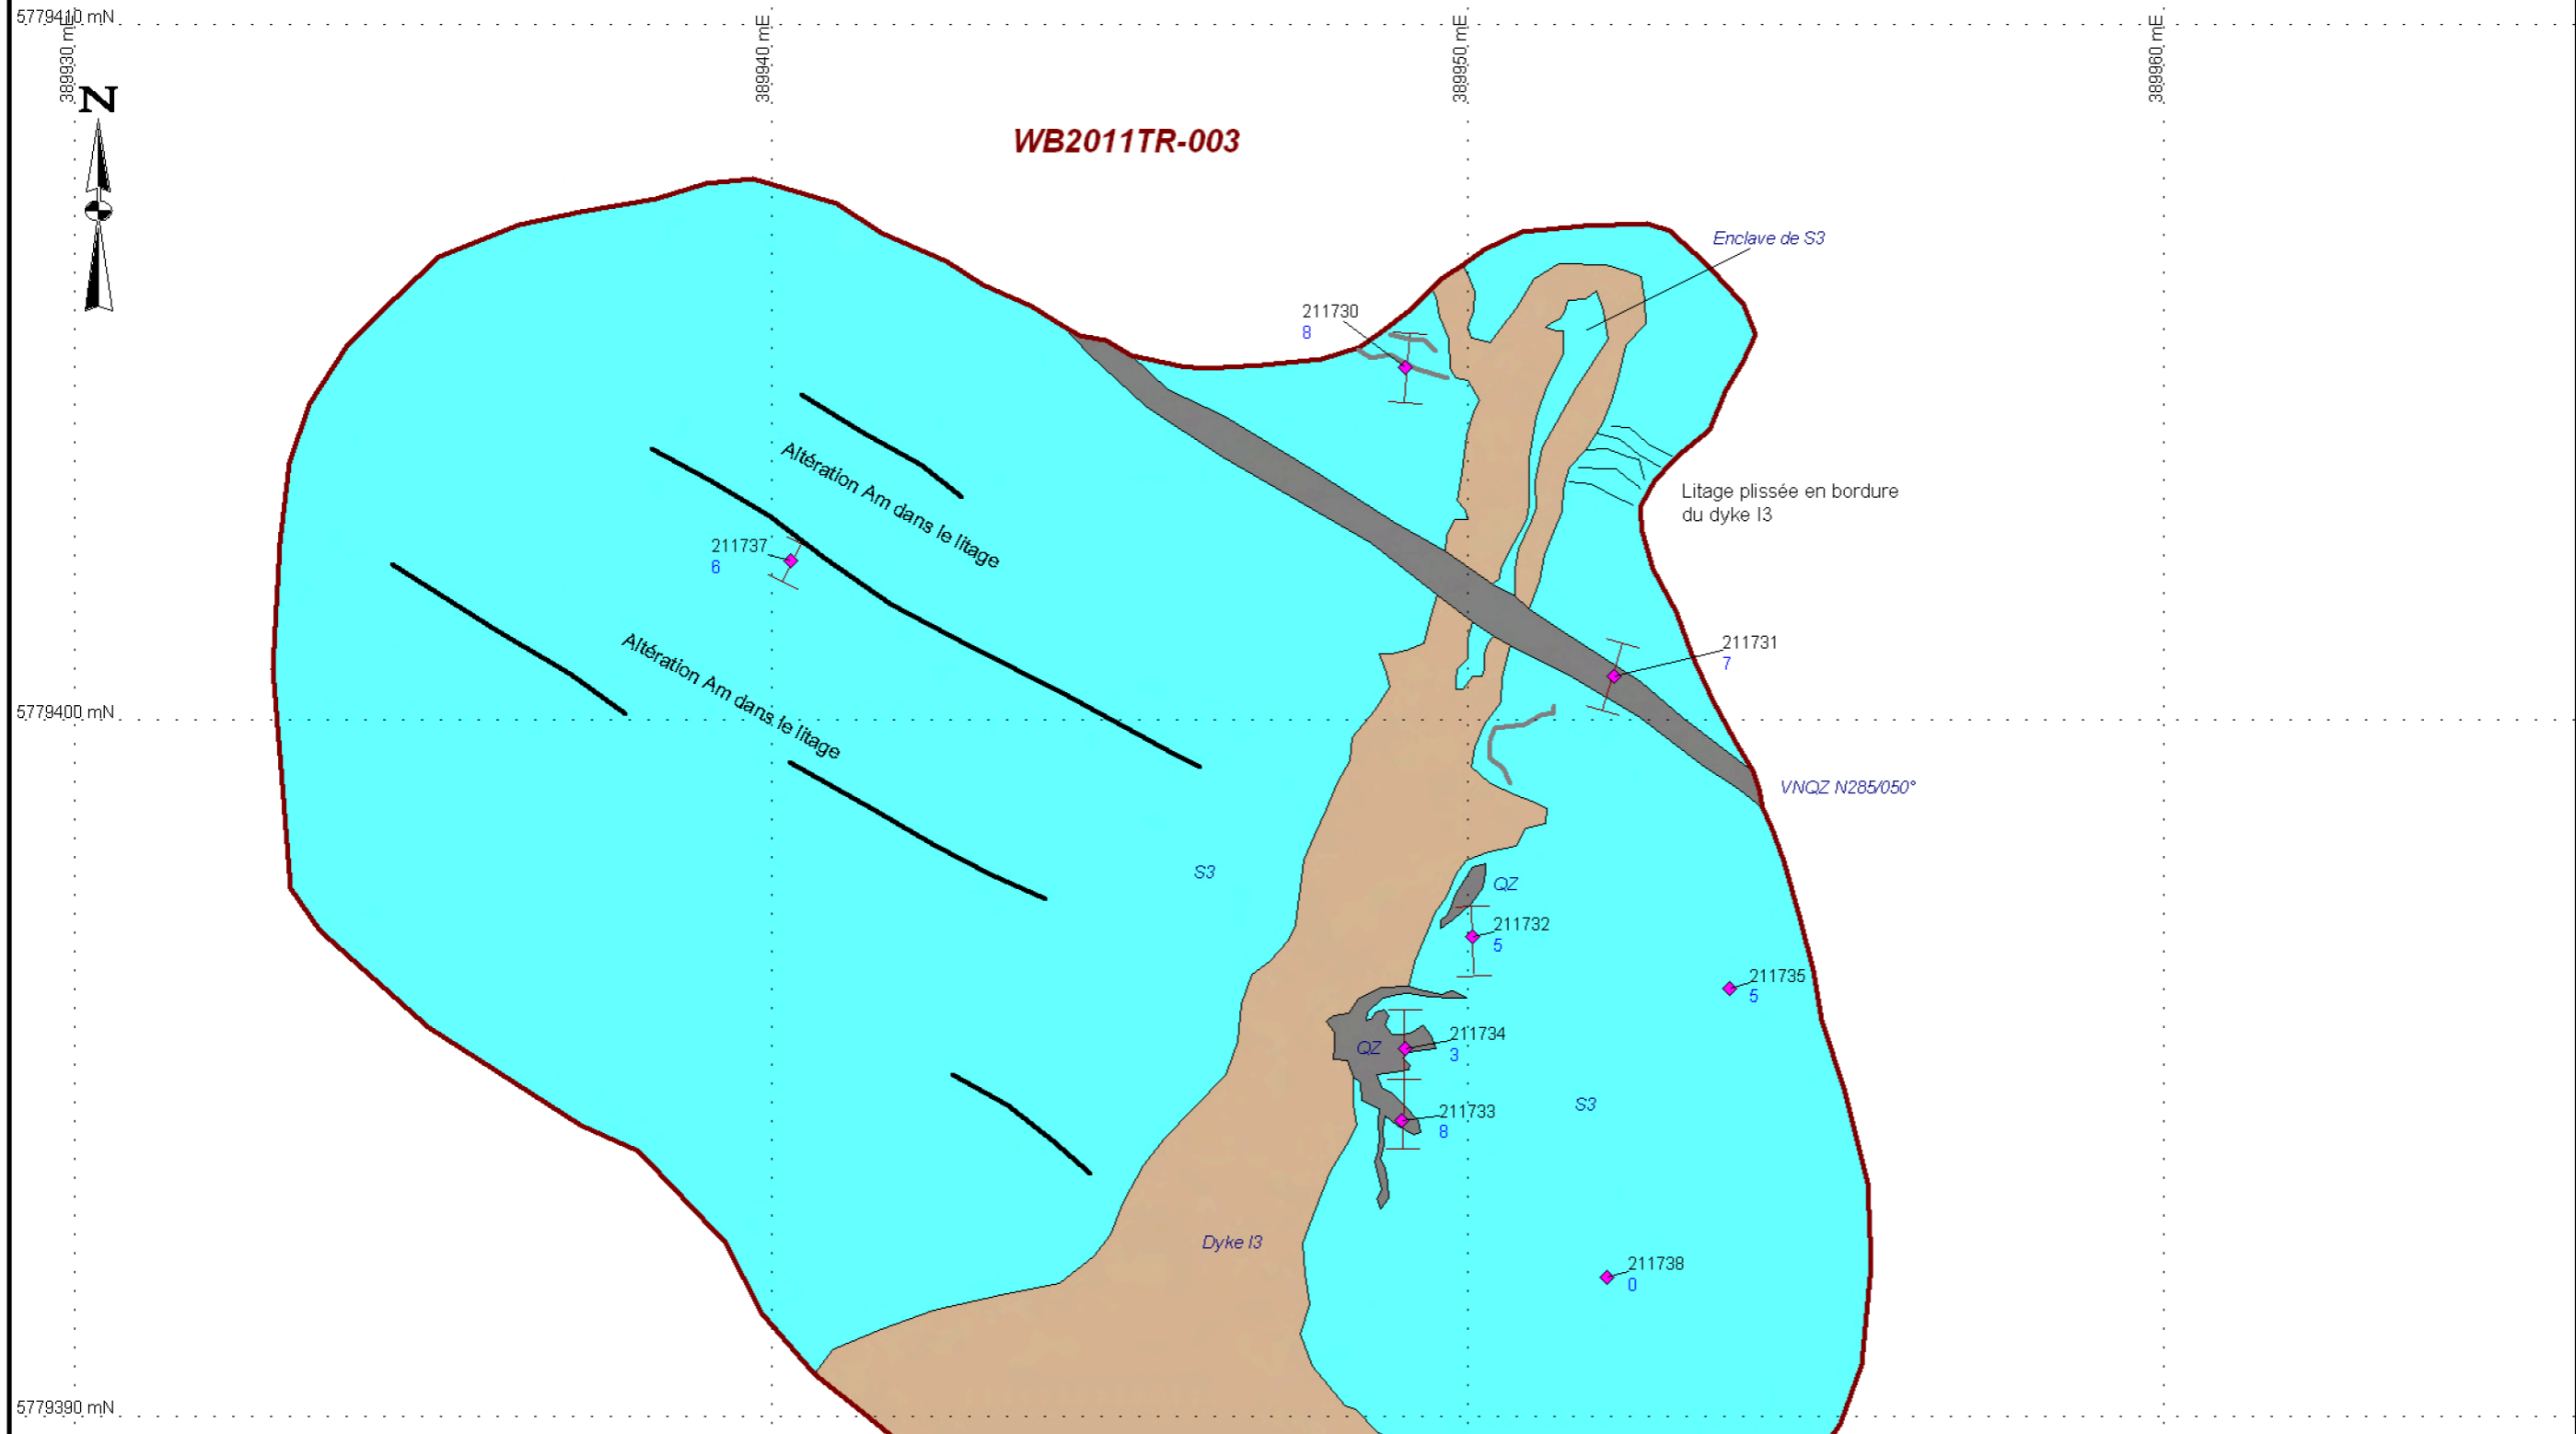 5779410 mN
389930 mE
389940 mE
389950 mE
389960 mE
N
WB2011TR-003
Enclave de S3
211730
8
Altération Am dans le litage
Litage plissée en bordure
du dyke I3
211737
6
Altération Am dans le litage
211731
7
5779400 mN
VNQZ N285/050°
S3
QZ
211732
5
211735
5
211734
3
QZ
S3
211733
8
Dyke I3
211738
0
5779390 mN